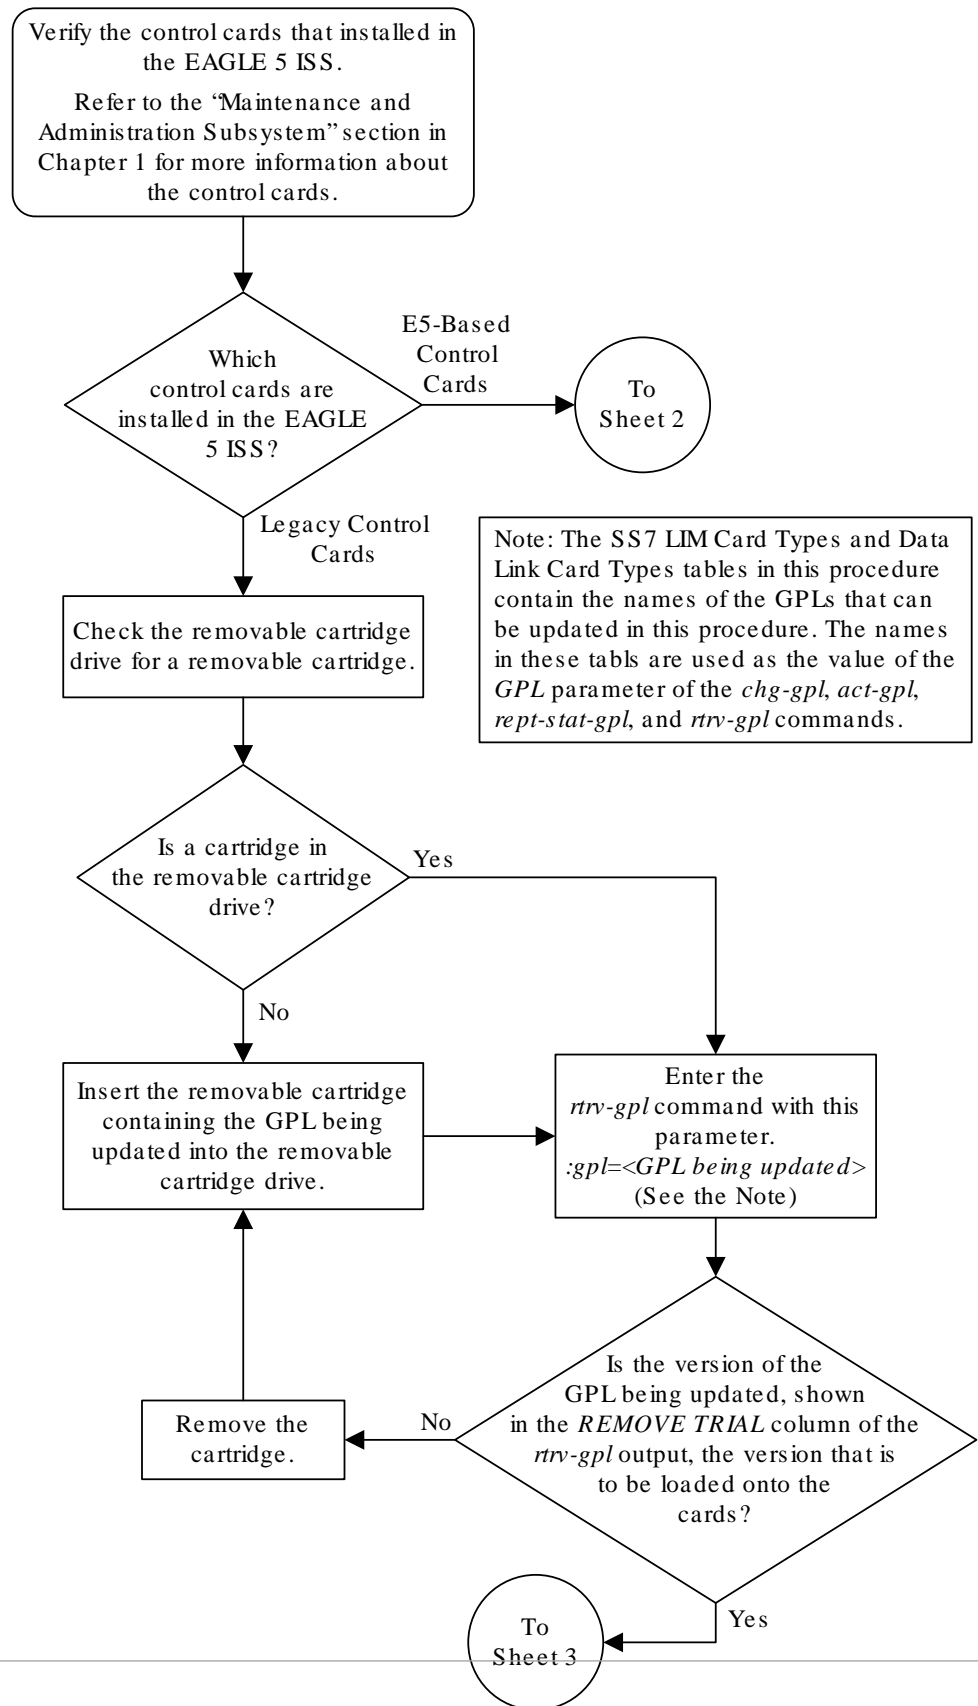 Verify the control cards that installed in
the EAGLE 5 ISS.
Refer to the “Maintenance and
Administration Subsystem” section in
Chapter 1 for more information about
the control cards.
Which
control cards are
installed in the EAGLE
5 ISS?
E5-Based
Control
Cards
To
Sheet 2
Legacy Control
Cards
Note: The SS7 LIM Card Types and Data
Link Card Types tables in this procedure
contain the names of the GPLs that can
be updated in this procedure. The names
in these tabls are used as the value of the
GPL parameter of the chg-gpl, act-gpl,
rept-stat-gpl, and rtrv-gpl commands.
Check the removable cartridge
drive for a removable cartridge.
Is a cartridge in
the removable cartridge
drive?
Yes
No
Insert the removable cartridge
containing the GPL being
updated into the removable
cartridge drive.
Enter the
rtrv-gpl command with this
parameter.
:gpl=<GPL being updated>
(See the Note)
Is the version of the
GPL being updated, shown
in the REMOVE TRIAL column of the
rtrv-gpl output, the version that is
to be loaded onto the
cards?
No
Remove the
cartridge.
Yes
To
Sheet 3